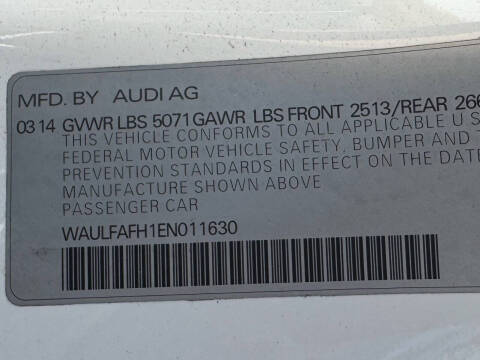 MFD. BY AUDI AG
03 14 GVWR LBS 5071 GAWR LBS FRONT 2513/REAR 266
THIS VEHICLE CONFORMS TO ALL APPLICABLE U S
FEDERAL MOTOR VEHICLE SAFETY, BUMPER AND
PREVENTION STANDARDS IN EFFECT ON THE DATE
MANUFACTURE SHOWN ABOVE
PASSENGER CAR
WAULFAFH1EN011630